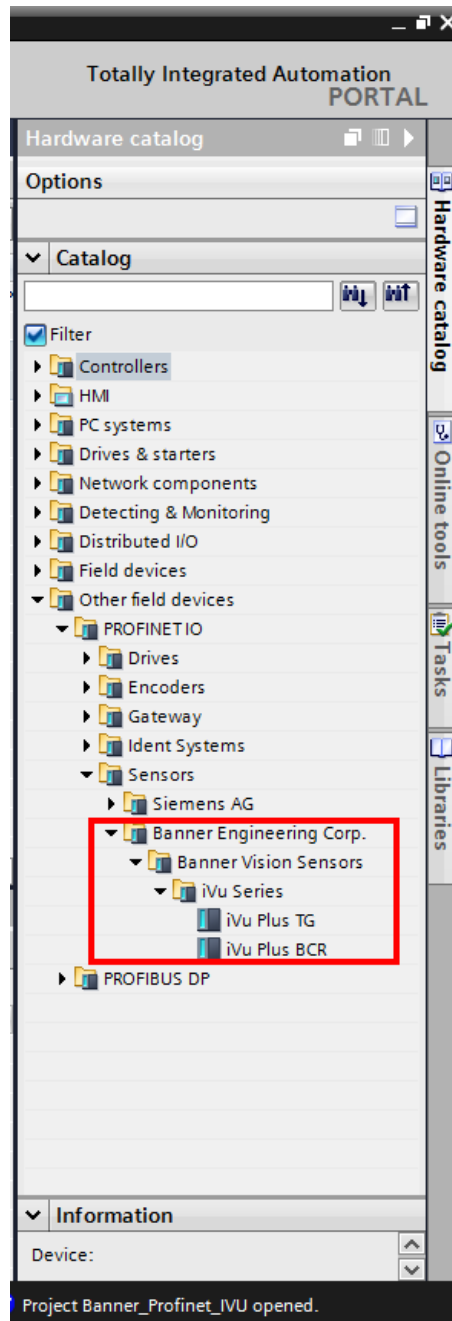 Totally Integrated Automation
PORTAL
Hardware catalog
Options
Catalog
Filter
Controllers
HMI
PC systems
Drives & starters
Network components
Detecting & Monitoring
Distributed I/O
Field devices
Other field devices
PROFINET IO
Drives
Encoders
Gateway
Ident Systems
Sensors
Siemens AG
Banner Engineering Corp.
Banner Vision Sensors
iVu Series
iVu Plus TG
iVu Plus BCR
PROFIBUS DP
Information
Device:
Project Banner_Profinet_IVU opened.
Hardware catalog
Online tools
Tasks
Libraries